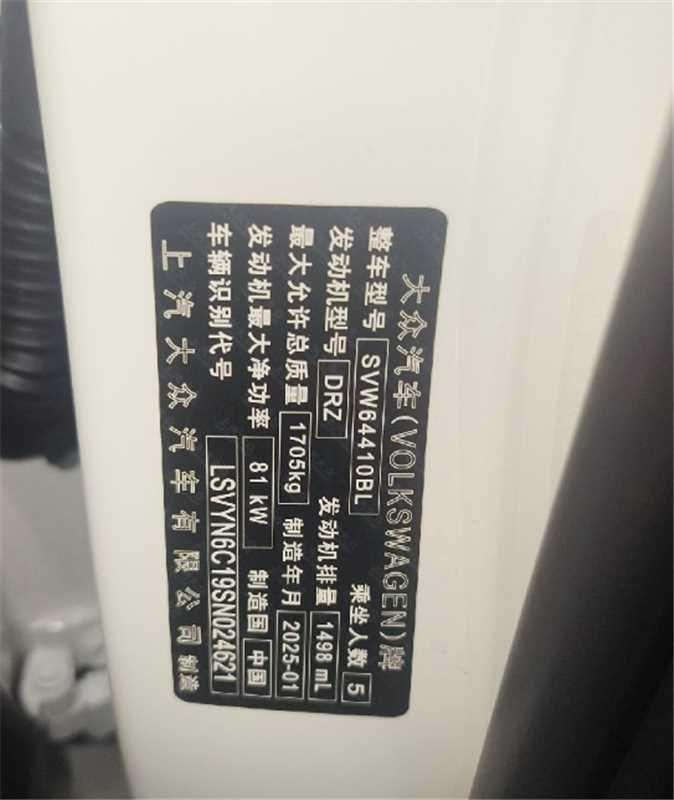 大众汽车(VOLKSWAGEN)牌
整车型号 SVW64410BL 乘坐人数 5
发动机型号 DRZ 发动机排量 1498 mL
最大允许总质量 1705kg 制造年月 2025-01
发动机最大净功率 81 kW 制造国 中国
车辆识别代号 LSVYN6C19SN024621
上汽大众汽车有限公司制造